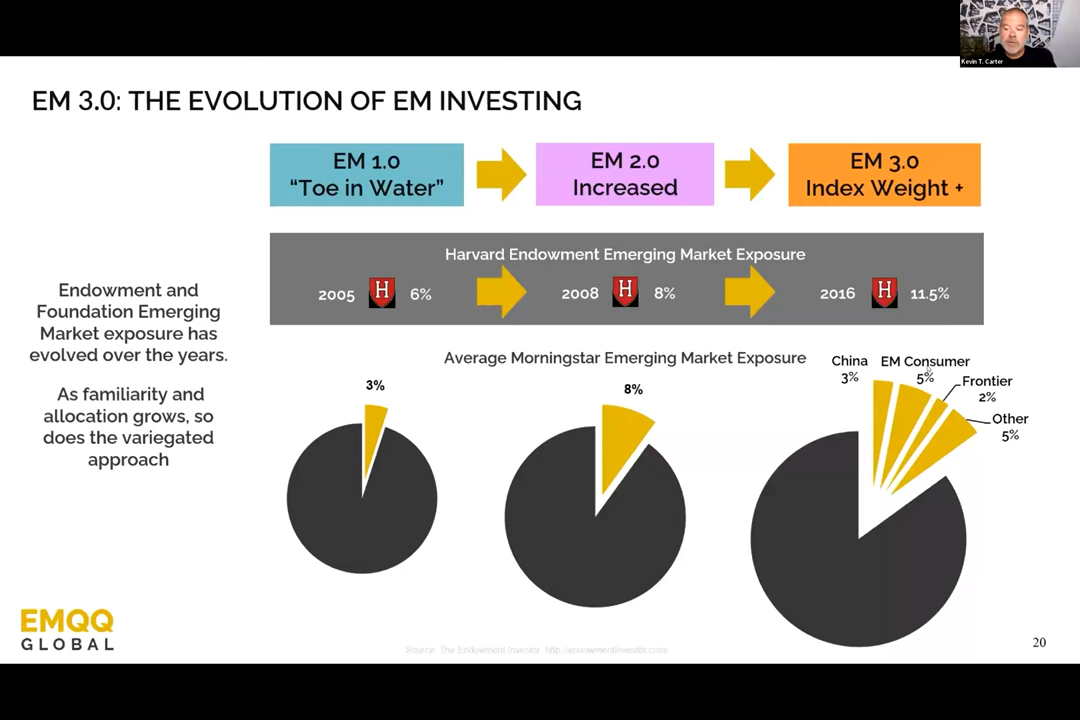 Kevin T. Carter
EM 3.0: THE EVOLUTION OF EM INVESTING
EM 1.0
“Toe in Water”
EM 2.0
Increased
EM 3.0
Index Weight +
Harvard Endowment Emerging Market Exposure
2005 H 6%
2008 H 8%
2016 H 11.5%
Endowment and
Foundation Emerging
Market exposure has
evolved over the years.
As familiarity and
allocation grows, so
does the variegated
approach
Average Morningstar Emerging Market Exposure
3%
8%
China
3%
EM Consumer
5%
Frontier
2%
Other
5%
EMQQ
GLOBAL
Source: The Endowment Investor:
20